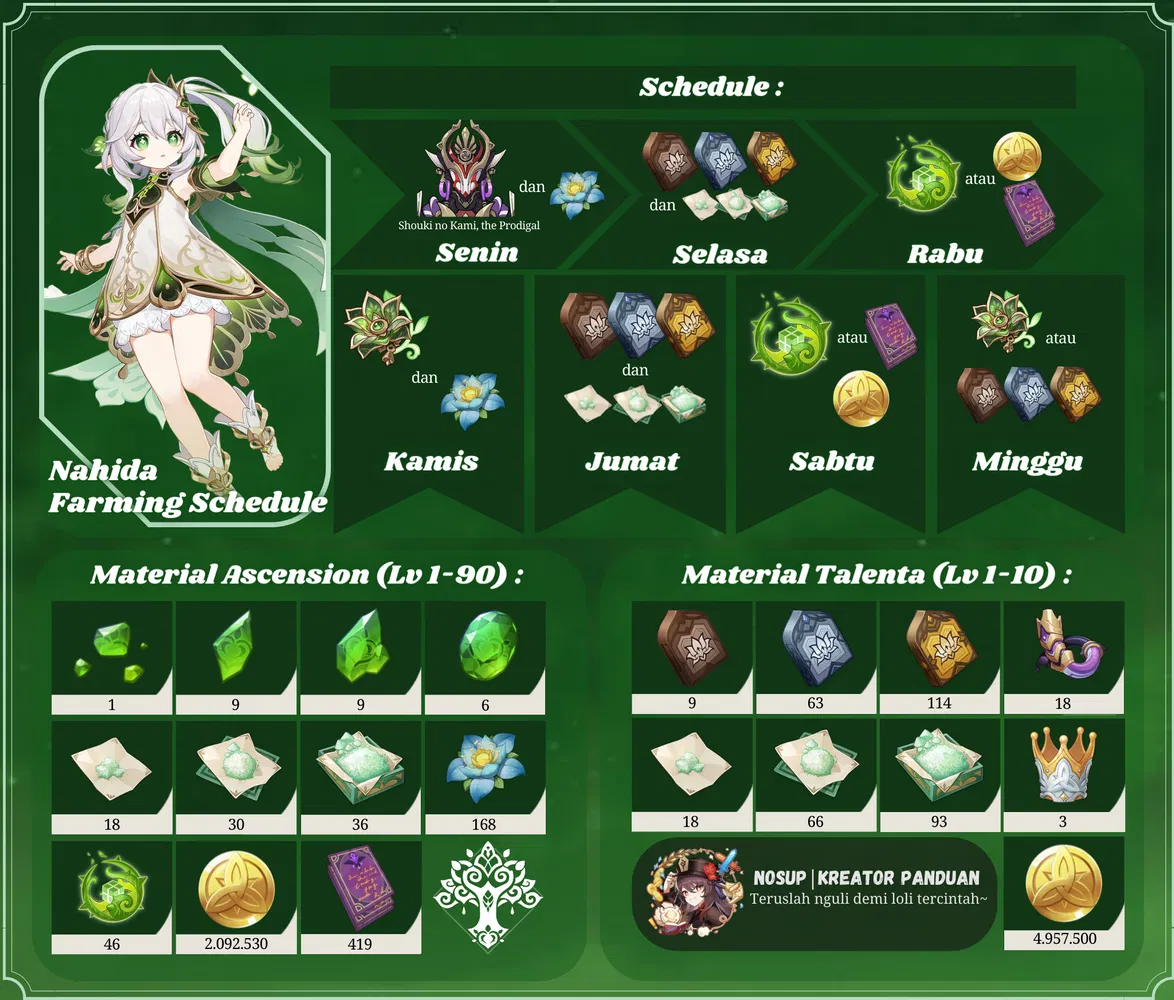 Schedule :
dan
Shouki no Kami, the Prodigal
Senin
dan
Selasa
atau
Rabu
dan
Kamis
dan
Jumat
atau
Sabtu
atau
Minggu
Nahida
Farming Schedule
Material Ascension (Lv 1-90) :
1
9
9
6
18
30
36
168
46
2.092.530
419
Material Talenta (Lv 1-10) :
9
63
114
18
18
66
93
3
NOSUP | KREATOR PANDUAN
Teruslah nguli demi loli tercintah~
4.957.500